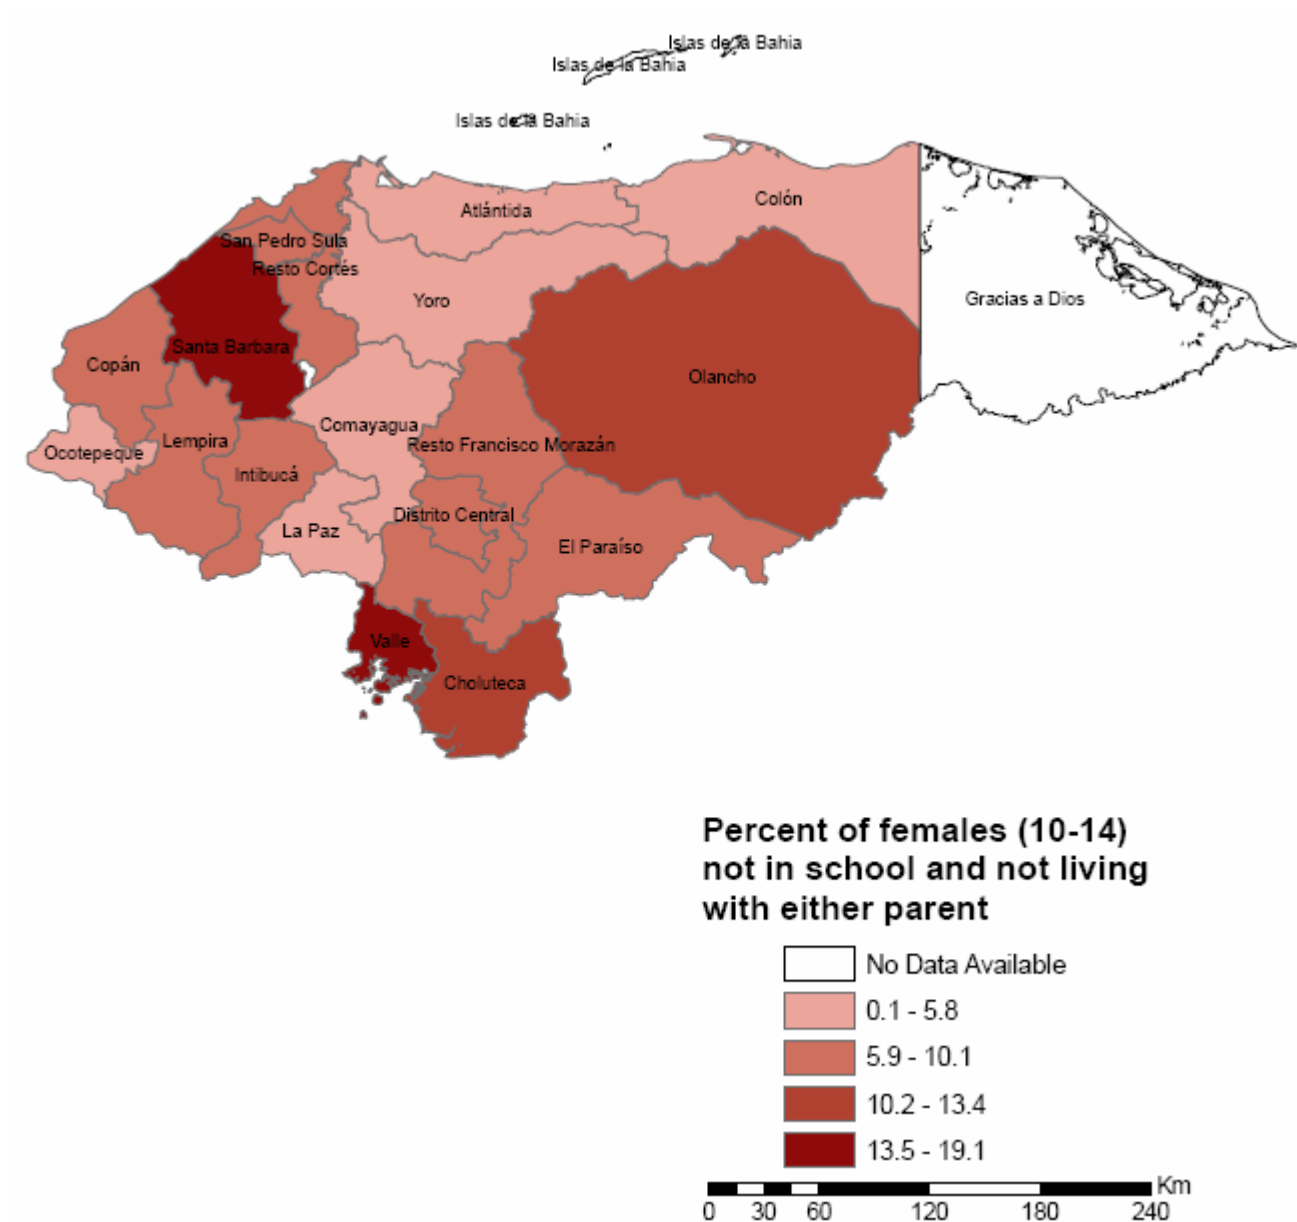 Islas de la Bahia
Islas de la Bahia
Islas de la Bahia
Colón
Atlántida
San Pedro Sula
Resto Cortés
Yoro
Gracias a Dios
Santa Barbara
Copán
Olancho
Comayagua
Lempira
Resto Francisco Morazán
Ocotepeque
Intibucá
Distrito Central
La Paz
El Paraíso
Valle
Choluteca
Percent of females (10-14)
not in school and not living
with either parent
No Data Available
0.1 - 5.8
5.9 - 10.1
10.2 - 13.4
13.5 - 19.1
Km
0 30 60 120 180 240